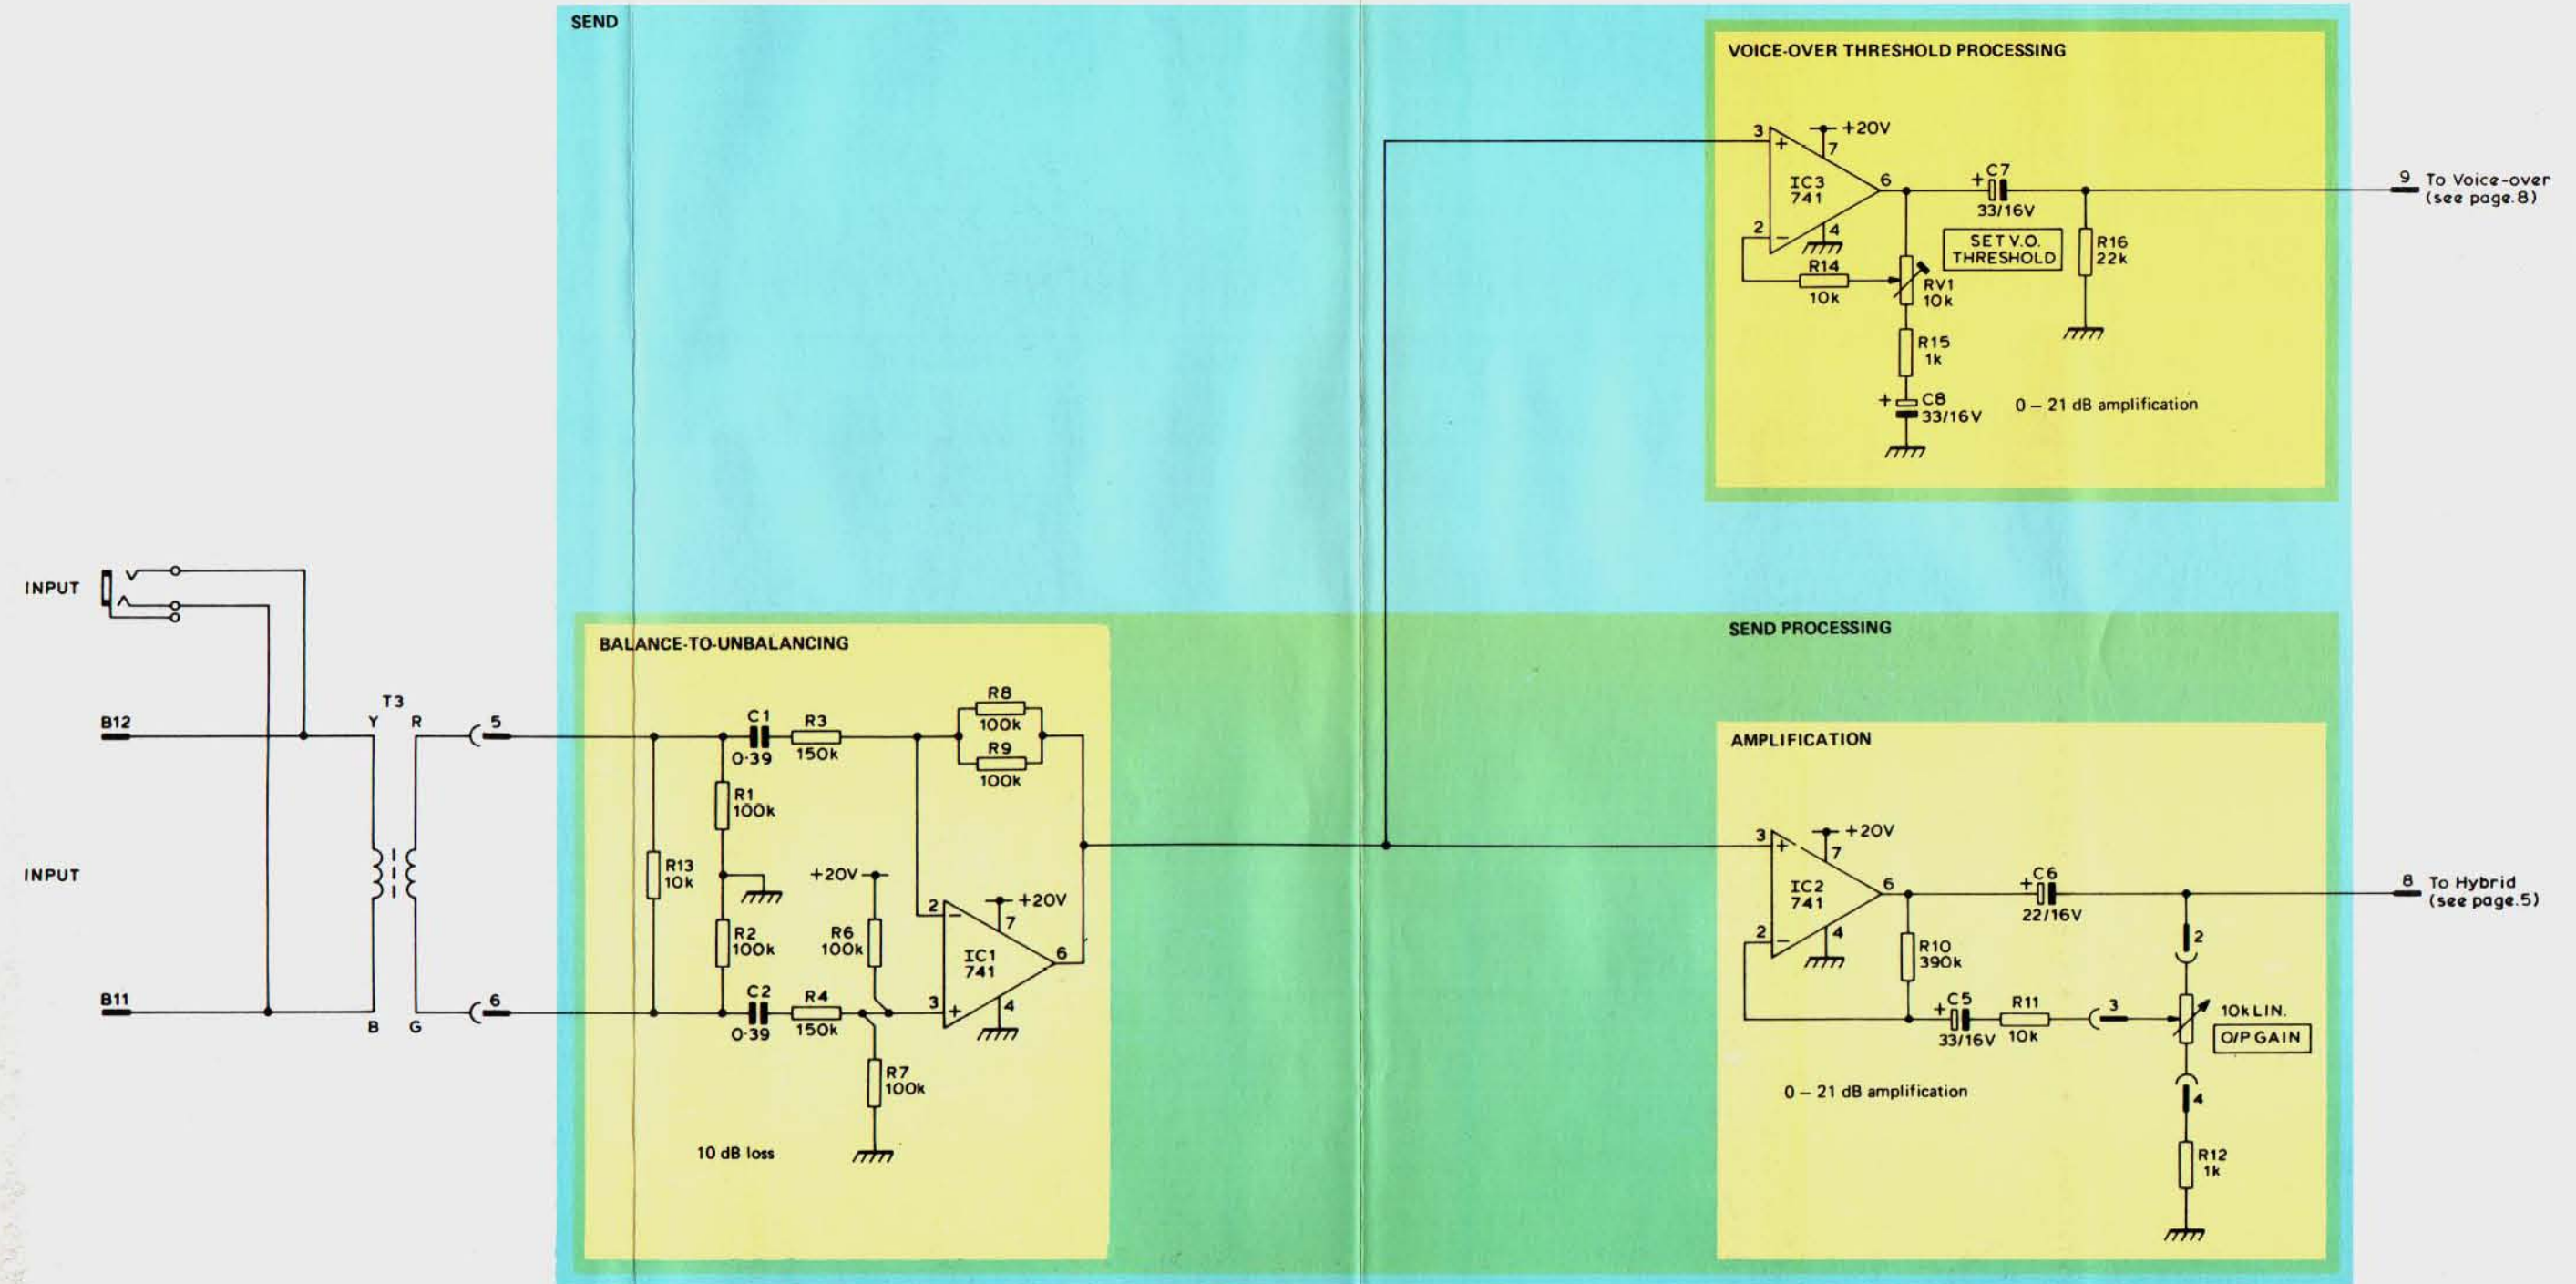 SEND
VOICE-OVER THRESHOLD PROCESSING
3
+
+20V
7
IC3
741
6
+
C7
33/16V
9
To Voice-over
(see page.8)
2
−
4
SET V.O.
THRESHOLD
R16
22k
R14
10k
RV1
10k
R15
1k
+
C8
33/16V
0 – 21 dB amplification
INPUT
BALANCE-TO-UNBALANCING
SEND PROCESSING
T3
B12
Y
R
5
C1
0·39
R3
150k
R8
100k
R9
100k
AMPLIFICATION
R1
100k
R13
10k
INPUT
+20V
R2
100k
R6
100k
2
−
+20V
7
IC1
741
6
3
+
4
B11
B
G
6
C2
0·39
R4
150k
R7
100k
10 dB loss
3
+
+20V
7
IC2
741
6
+
C6
22/16V
8
To Hybrid
(see page.5)
2
−
4
R10
390k
2
+
C5
33/16V
R11
10k
3
10k LIN.
O/P GAIN
0 – 21 dB amplification
4
R12
1k